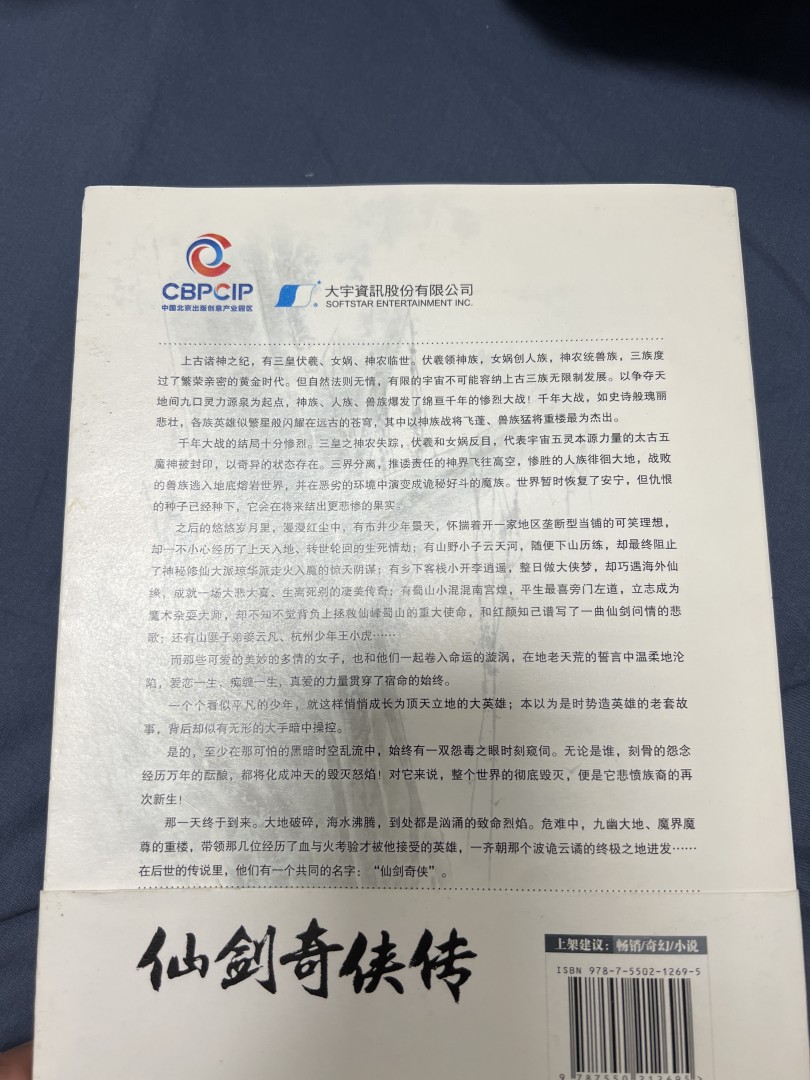 CBPCIP
中国北京出版创意产业园区
大宇資訊股份有限公司
SOFTSTAR ENTERTAINMENT INC.
上古诸神之纪，有三皇伏羲、女娲、神农临世。伏羲领神族，女娲创人族，神农统兽族，三族度
过了繁荣亲密的黄金时代。但自然法则无情，有限的宇宙不可能容纳上古三族无限制发展。以争夺天
地间九口灵力源泉为起点，神族、人族、兽族爆发了绵亘千年的惨烈大战！千年大战，如史诗般瑰丽
悲壮，各族英雄似繁星般闪耀在远古的苍穹，其中以神族战将飞蓬、兽族猛将重楼最为杰出。
千年大战的结局十分惨烈。三皇之神农失踪，伏羲和女娲反目，代表宇宙五灵本源力量的太古五
魔神被封印，以奇异的状态存在。三界分离，推诿责任的神界飞往高空，惨胜的人族徘徊大地，战败
的兽族逃入地底熔岩世界，并在恶劣的环境中演变成诡秘好斗的魔族。世界暂时恢复了安宁，但仇恨
的种子已经种下，它会在将来结出更悲惨的果实。
之后的悠悠岁月里，漫漫红尘中，有市井少年景天，怀揣着开一家地区垄断型当铺的可笑理想，
却一不小心经历了上天入地、转世轮回的生死情劫；有山野小子云天河，随便下山历练，却最终阻止
了神秘修仙大派琼华派走火入魔的惊天阴谋；有乡下客栈小开李逍遥，整日做大侠梦，却巧遇海外仙
缘，成就一场大悲大喜、生离死别的凄美传奇；有蜀山小混混南宫煌，平生最喜旁门左道，立志成为
魔术杂耍大师，却不知不觉背负上拯救仙峰蜀山的重大使命，和红颜知己谱写了一曲仙剑问情的悲
歌；还有山寨子弟姜云凡、杭州少年王小虎……
而那些可爱的美妙的多情的女子，也和他们一起卷入命运的漩涡，在地老天荒的誓言中温柔地沦
陷，爱恋一生、痴缠一生，真爱的力量贯穿了宿命的始终。
一个个看似平凡的少年，就这样悄悄成长为顶天立地的大英雄；本以为是时势造英雄的老套故
事，背后却似有无形的大手暗中操控。
是的，至少在那可怕的黑暗时空乱流中，始终有一双怨毒之眼时刻窥伺。无论是谁，刻骨的怨念
经历万年的酝酿，都将化成冲天的毁灭怒焰！对它来说，整个世界的彻底毁灭，便是它悲愤族裔的再
次新生！
那一天终于到来。大地破碎，海水沸腾，到处都是汹涌的致命烈焰。危难中，九幽大地、魔界魔
尊的重楼，带领那几位经历了血与火考验才被他接受的英雄，一齐朝那个波诡云谲的终极之地进发……
在后世的传说里，他们有一个共同的名字：“仙剑奇侠”。
仙剑奇侠传
上架建议：畅销/奇幻/小说
ISBN 978-7-5502-1269-5
9 787550 212695 >